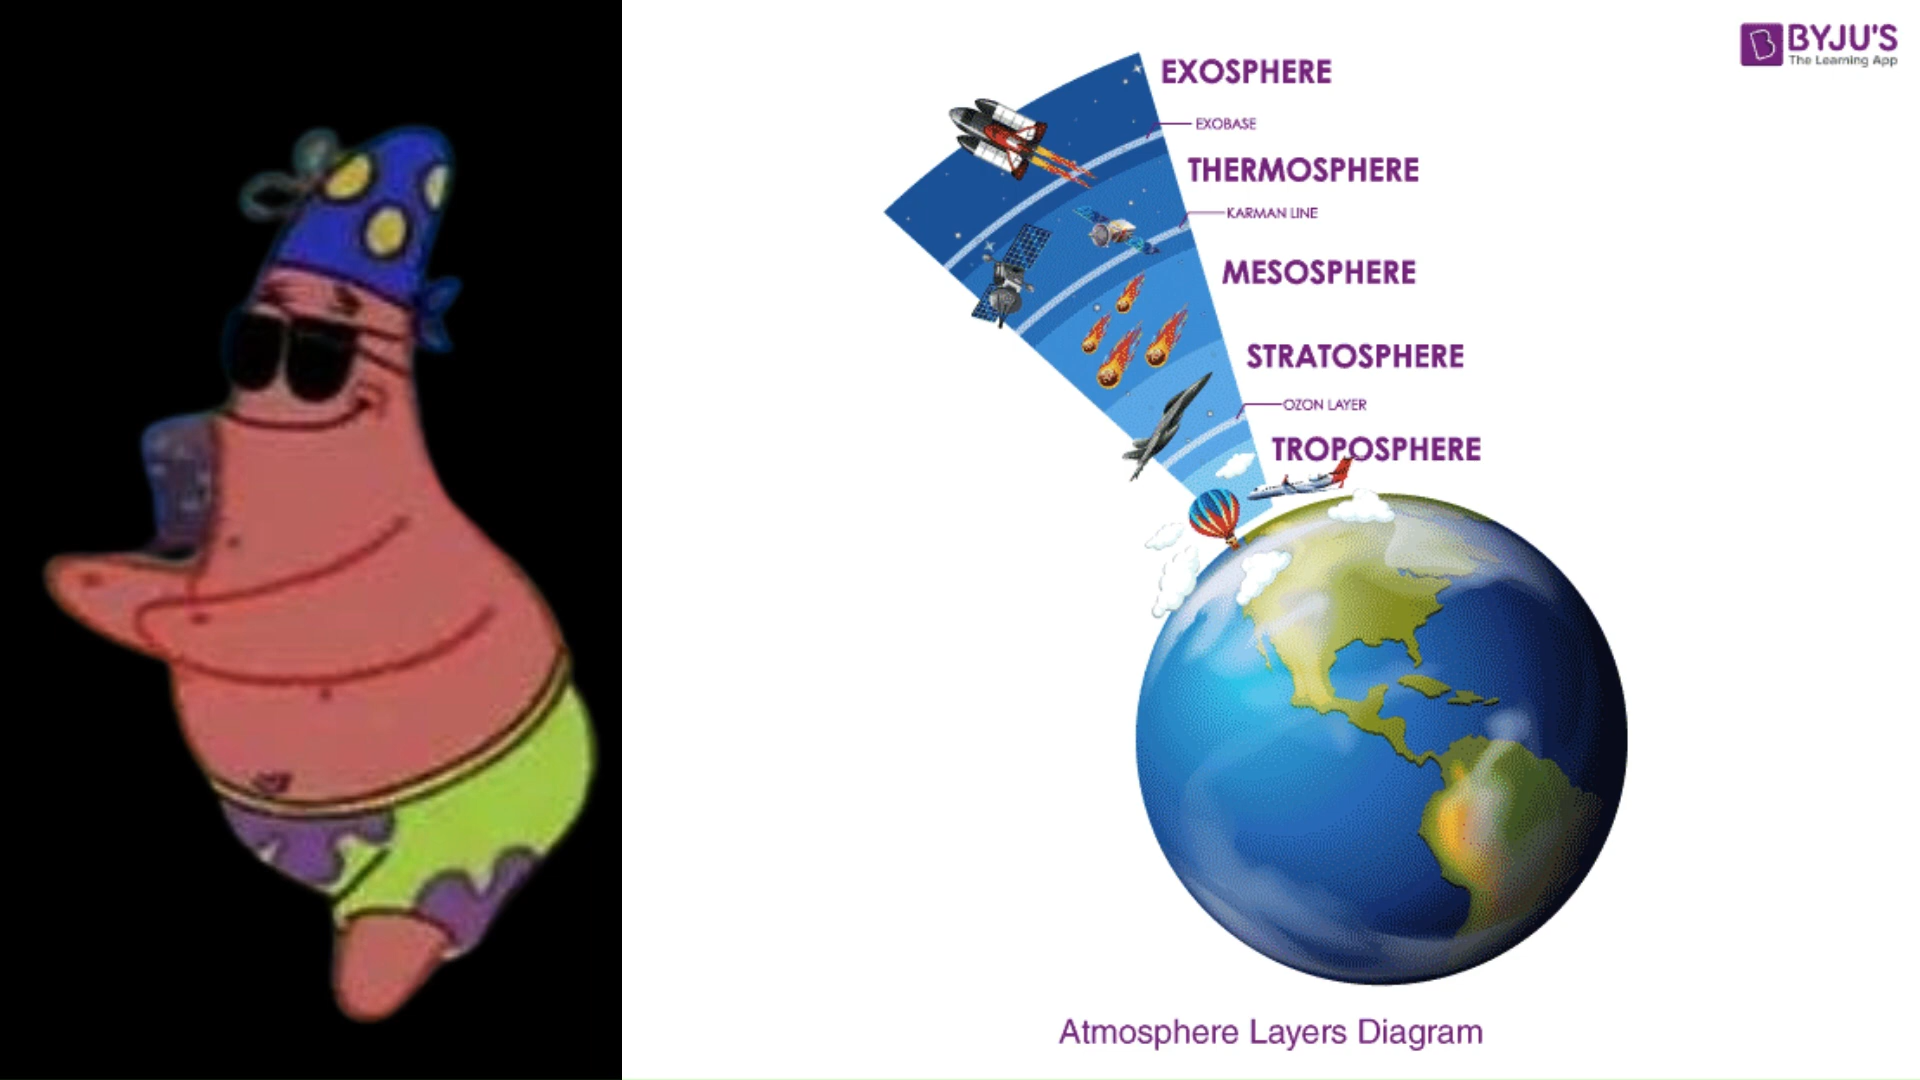 BYJU'S
The Learning App
EXOSPHERE
EXOBASE
THERMOSPHERE
KARMAN LINE
MESOSPHERE
STRATOSPHERE
OZON LAYER
TROPOSPHERE
Atmosphere Layers Diagram